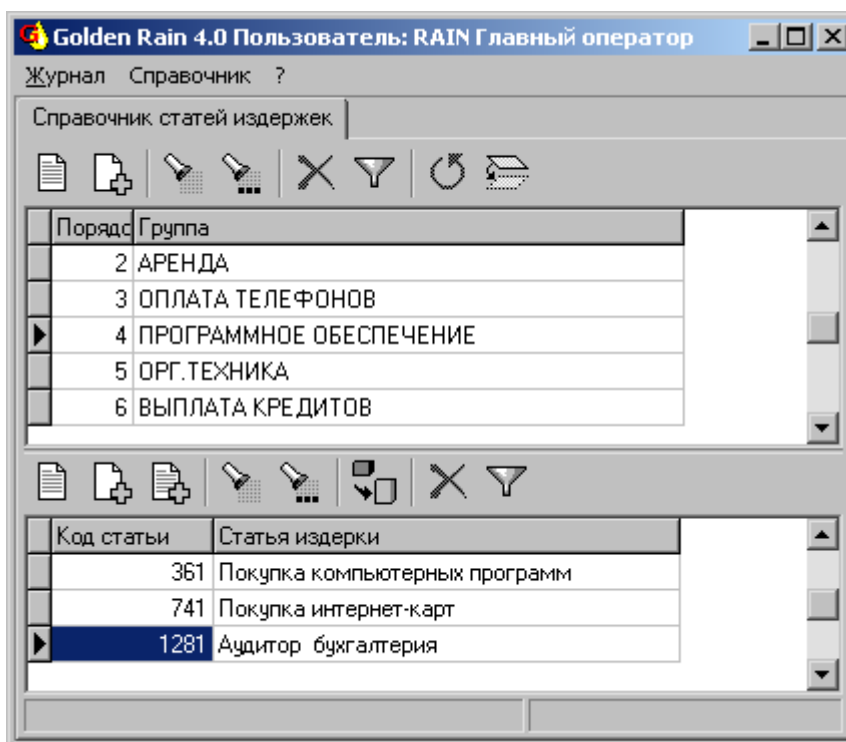 Golden Rain 4.0 Пользователь: RAIN Главный оператор
Журнал Справочник ?
Справочник статей издержек
Порядо Группа
2 АРЕНДА
3 ОПЛАТА ТЕЛЕФОНОВ
4 ПРОГРАММНОЕ ОБЕСПЕЧЕНИЕ
5 ОРГ.ТЕХНИКА
6 ВЫПЛАТА КРЕДИТОВ
Код статьи Статья издерки
361 Покупка компьютерных программ
741 Покупка интернет-карт
1281 Аудитор бухгалтерия